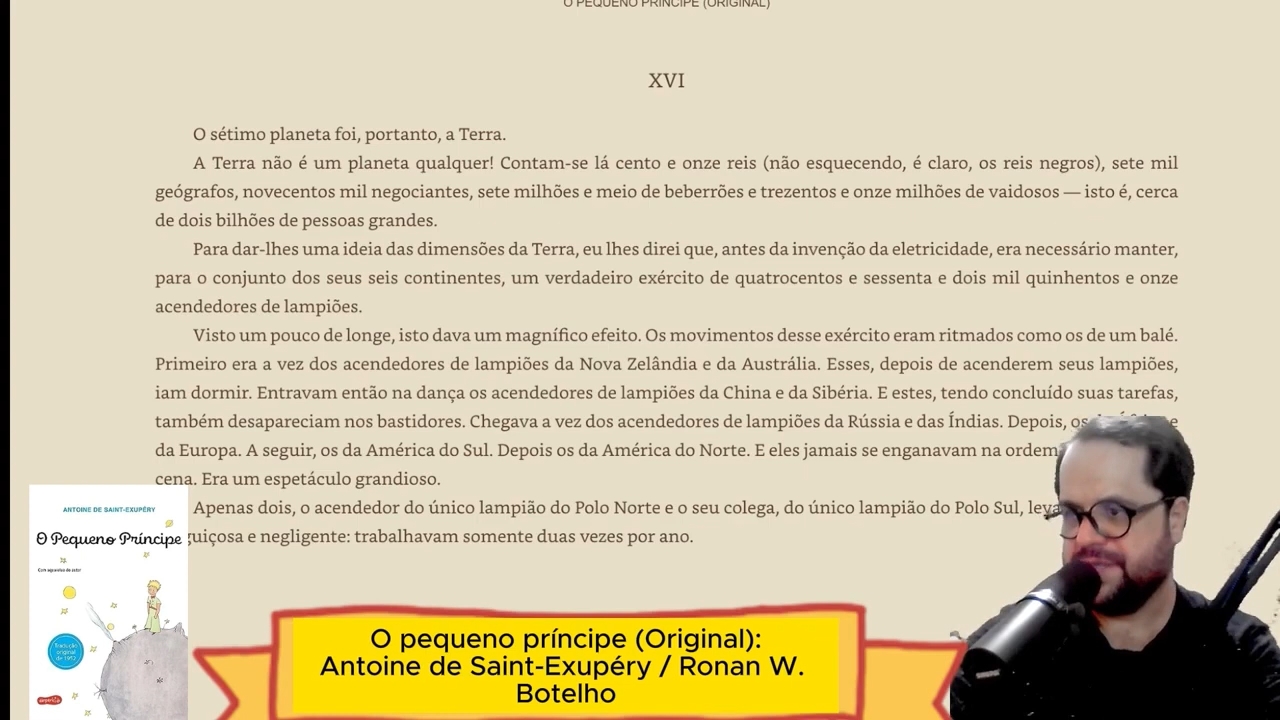 O PEQUENO PRÍNCIPE (ORIGINAL)
XVI
O sétimo planeta foi, portanto, a Terra.
A Terra não é um planeta qualquer! Contam-se lá cento e onze reis (não esquecendo, é claro, os reis negros), sete mil
geógrafos, novecentos mil negociantes, sete milhões e meio de beberrões e trezentos e onze milhões de vaidosos — isto é, cerca
de dois bilhões de pessoas grandes.
Para dar-lhes uma ideia das dimensões da Terra, eu lhes direi que, antes da invenção da eletricidade, era necessário manter,
para o conjunto dos seus seis continentes, um verdadeiro exército de quatrocentos e sessenta e dois mil quinhentos e onze
acendedores de lampiões.
Visto um pouco de longe, isto dava um magnífico efeito. Os movimentos desse exército eram ritmados como os de um balé.
Primeiro era a vez dos acendedores de lampiões da Nova Zelândia e da Austrália. Esses, depois de acenderem seus lampiões,
iam dormir. Entravam então na dança os acendedores de lampiões da China e da Sibéria. E estes, tendo concluído suas tarefas,
também desapareciam nos bastidores. Chegava a vez dos acendedores de lampiões da Rússia e das Índias. Depois, os
da Europa. A seguir, os da América do Sul. Depois os da América do Norte. E eles jamais se enganavam na ordem
cena. Era um espetáculo grandioso.
Apenas dois, o acendedor do único lampião do Polo Norte e o seu colega, do único lampião do Polo Sul,
e negligente: trabalhavam somente duas vezes por ano.
ANTOINE DE SAINT-EXUPÉRY
O Pequeno Príncipe
Com aquarelas do autor
Tradução
original
de 1952
O pequeno príncipe (Original):
Antoine de Saint-Exupéry / Ronan W.
Botelho